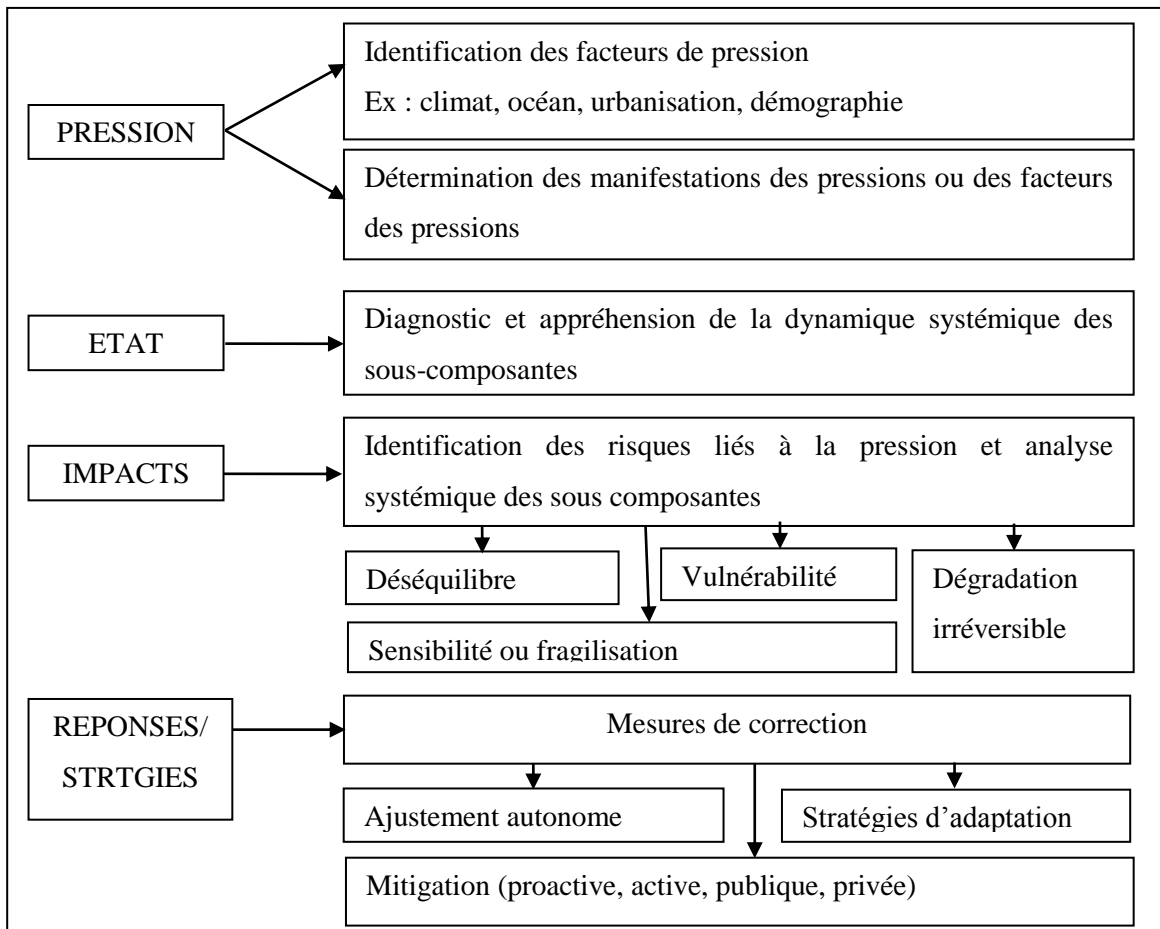 Identification des facteurs de pression
Ex : climat, océan, urbanisation, démographie
PRESSION
Détermination des manifestations des pressions ou des facteurs
des pressions
ETAT
Diagnostic et appréhension de la dynamique systémique des
sous-composantes
IMPACTS
Identification des risques liés à la pression et analyse
systémique des sous composantes
Déséquilibre
Vulnérabilité
Dégradation
irréversible
Sensibilité ou fragilisation
REPONSES/
STRTGIES
Mesures de correction
Ajustement autonome
Stratégies d’adaptation
Mitigation (proactive, active, publique, privée)